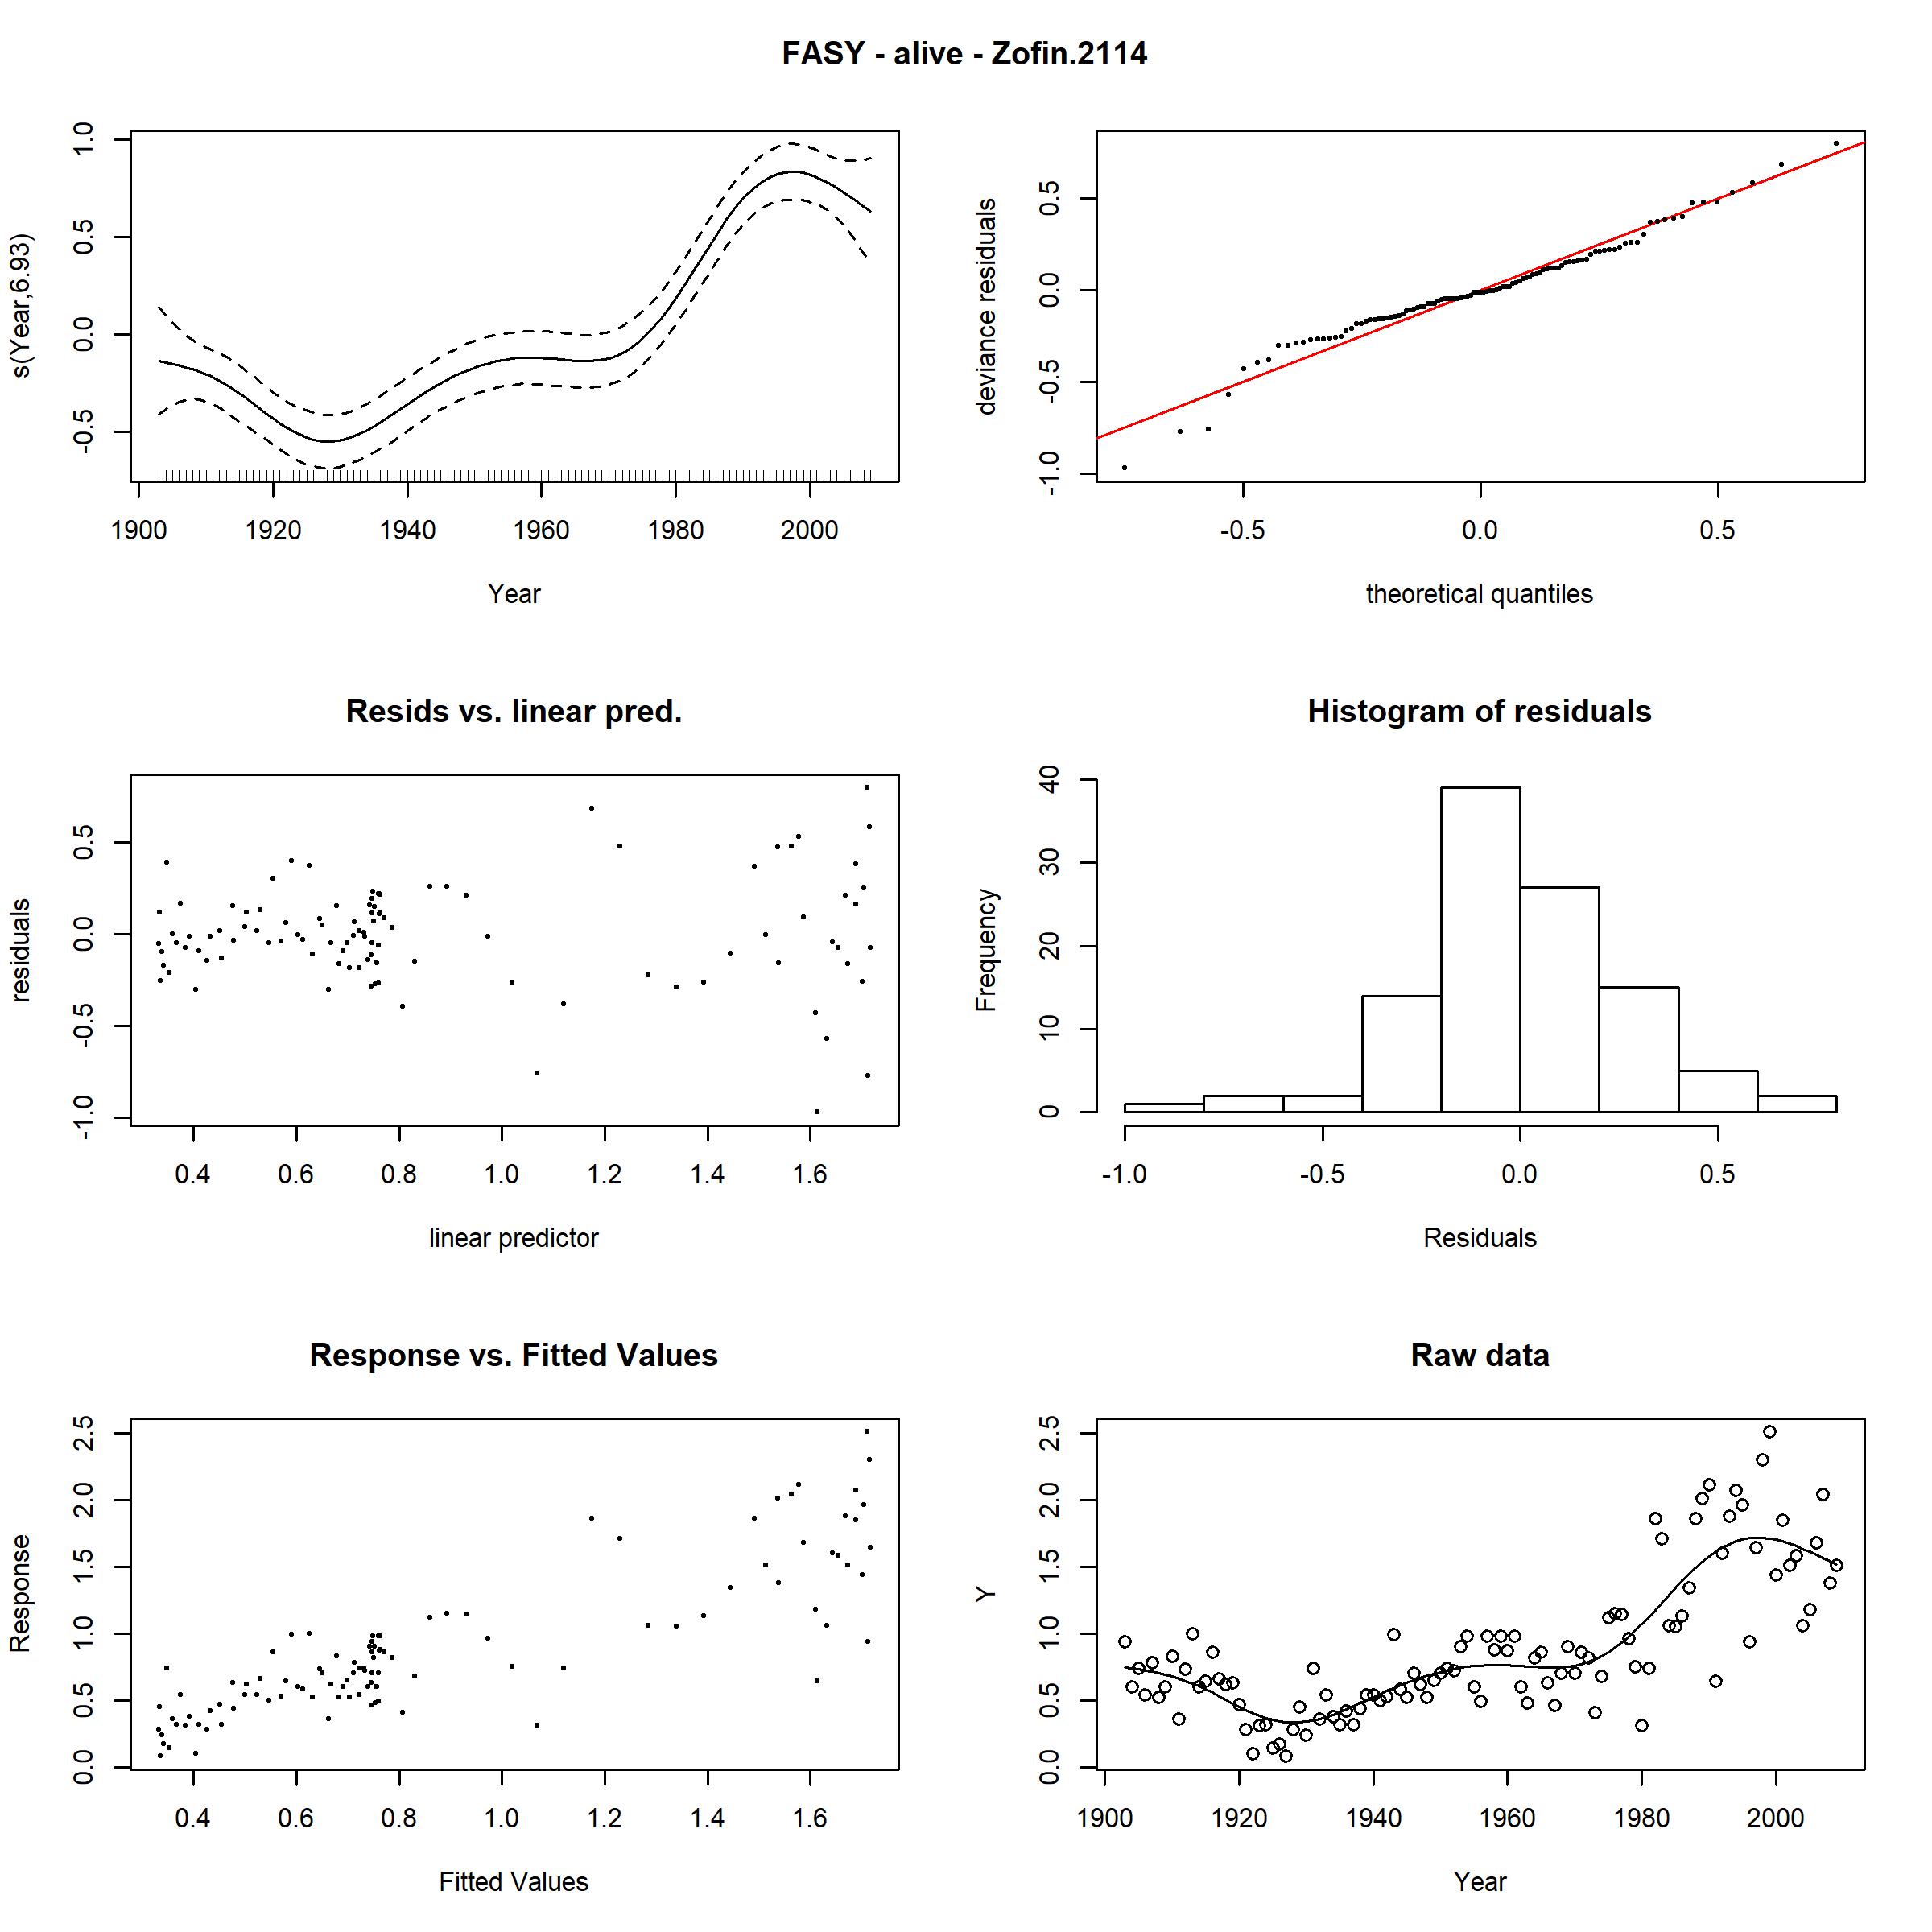 FASY - alive - Zofin.2114
s(Year,6.93)
-0.5 0.0 0.5 1.0
1900 1920 1940 1960 1980 2000
Year
deviance residuals
-1.0 -0.5 0.0 0.5
-0.5 0.0 0.5
theoretical quantiles
Resids vs. linear pred.
residuals
-1.0 -0.5 0.0 0.5
0.4 0.6 0.8 1.0 1.2 1.4 1.6
linear predictor
Histogram of residuals
Frequency
0 10 20 30 40
-1.0 -0.5 0.0 0.5
Residuals
Response vs. Fitted Values
Response
0.0 0.5 1.0 1.5 2.0 2.5
0.4 0.6 0.8 1.0 1.2 1.4 1.6
Fitted Values
Raw data
Y
0.0 0.5 1.0 1.5 2.0 2.5
1900 1920 1940 1960 1980 2000
Year